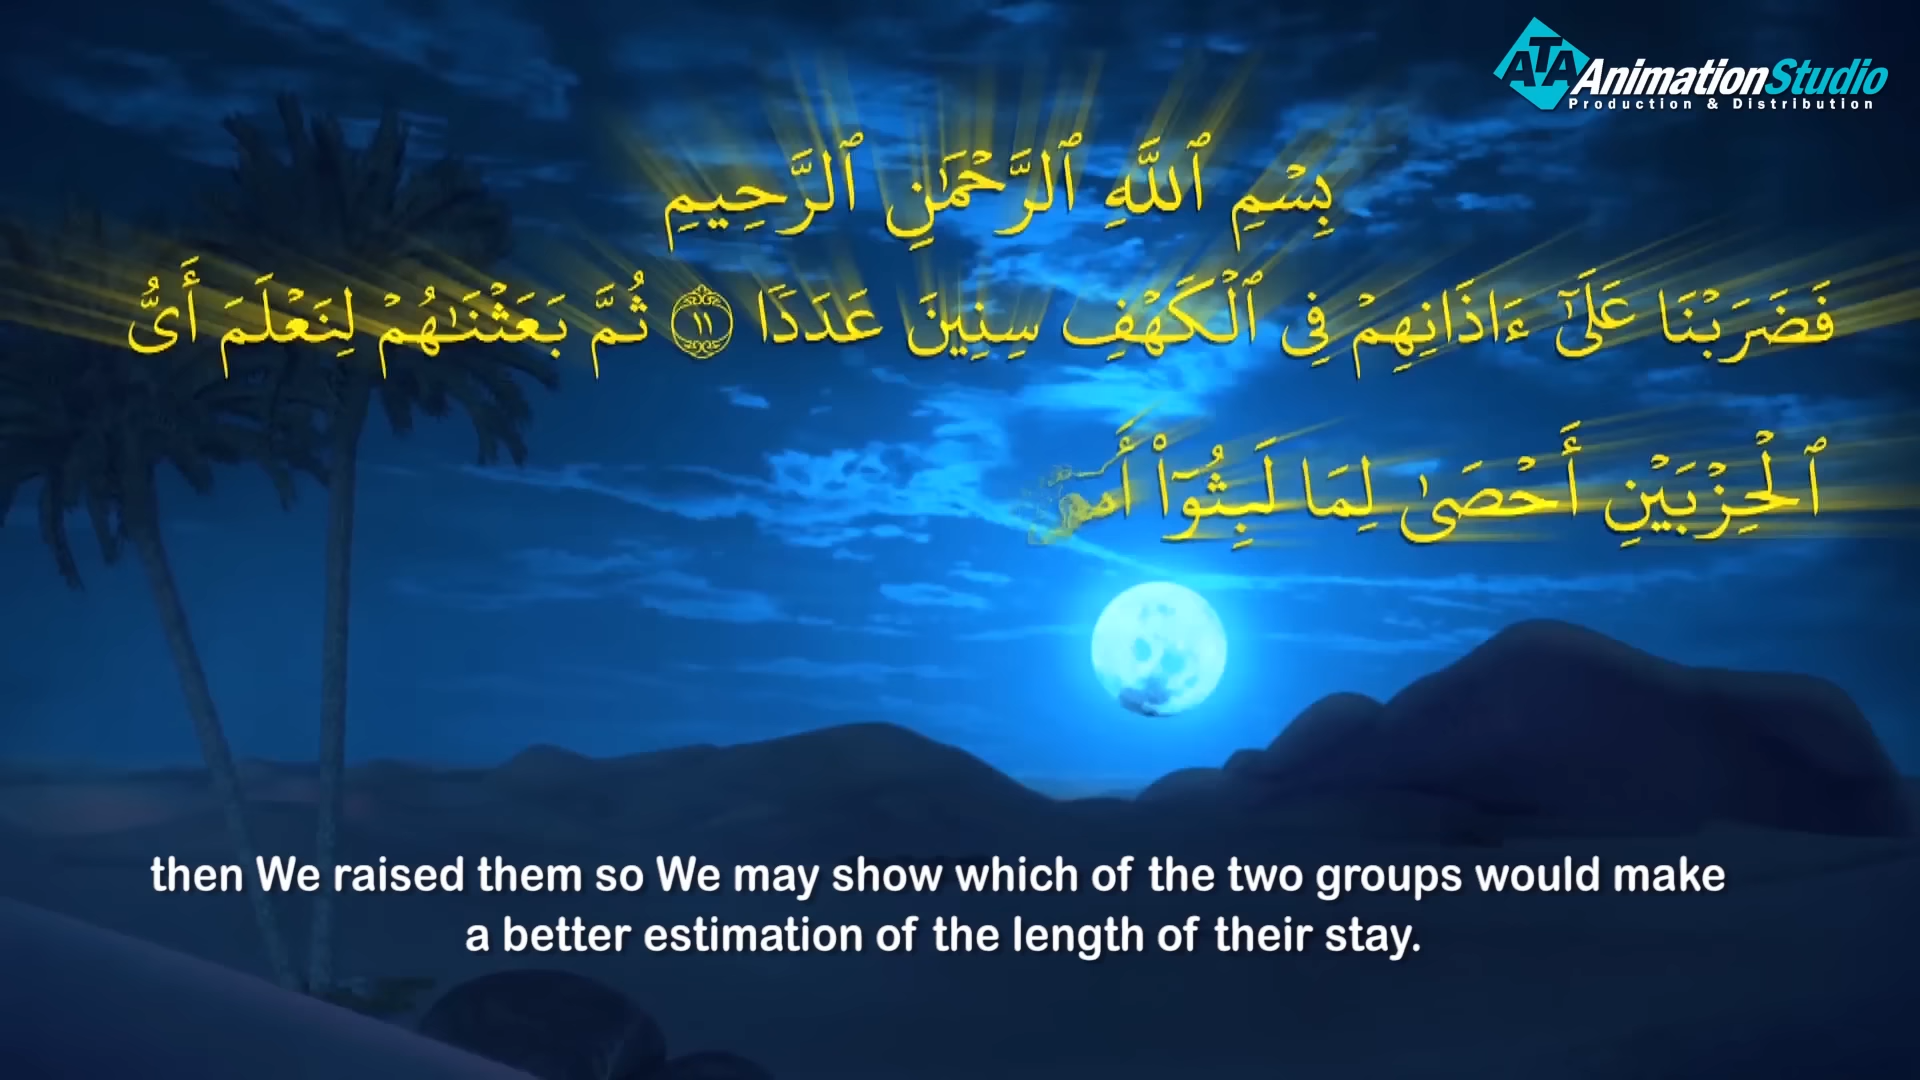 ATA AnimationStudio
Production & Distribution
بِسْمِ ٱللَّهِ ٱلرَّحْمَٰنِ ٱلرَّحِيمِ
فَضَرَبْنَا عَلَىٰٓ ءَاذَانِهِمْ فِى ٱلْكَهْفِ سِنِينَ عَدَدًا ١١ ثُمَّ بَعَثْنَٰهُمْ لِنَعْلَمَ أَىُّ
ٱلْحِزْبَيْنِ أَحْصَىٰ لِمَا لَبِثُوٓا۟
then We raised them so We may show which of the two groups would make
a better estimation of the length of their stay.